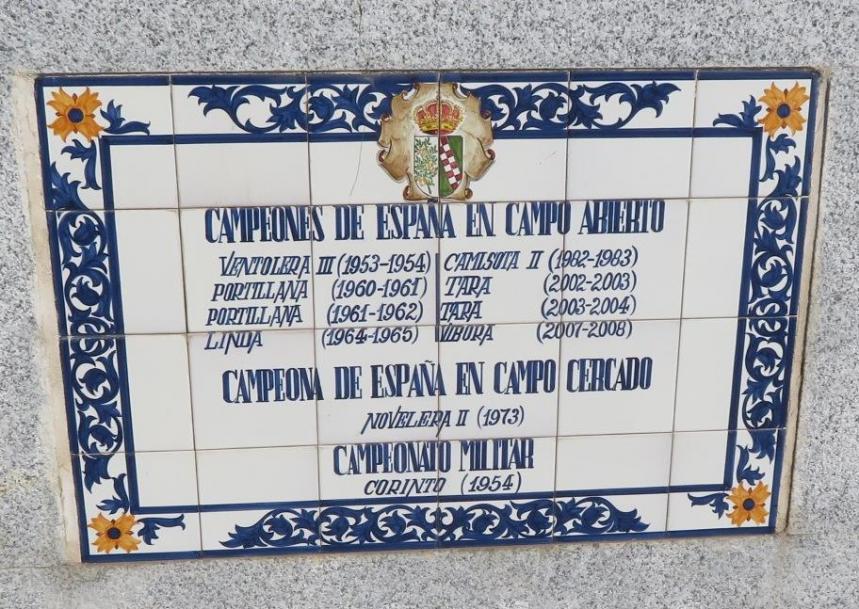 CAMPEONES DE ESPAÑA EN CAMPO ABIERTO
VENTOLERA III (1953-1954) CAMISOTA II (1982-1983)
PORTILLANA (1960-1961) TARA (2002-2003)
PORTILLANA (1961-1962) TARA (2003-2004)
LINDA (1964-1965) VIBORA (2007-2008)
CAMPEONA DE ESPAÑA EN CAMPO CERCADO
NOVELERA II (1973)
CAMPEONATO MILITAR
CORINTO (1954)